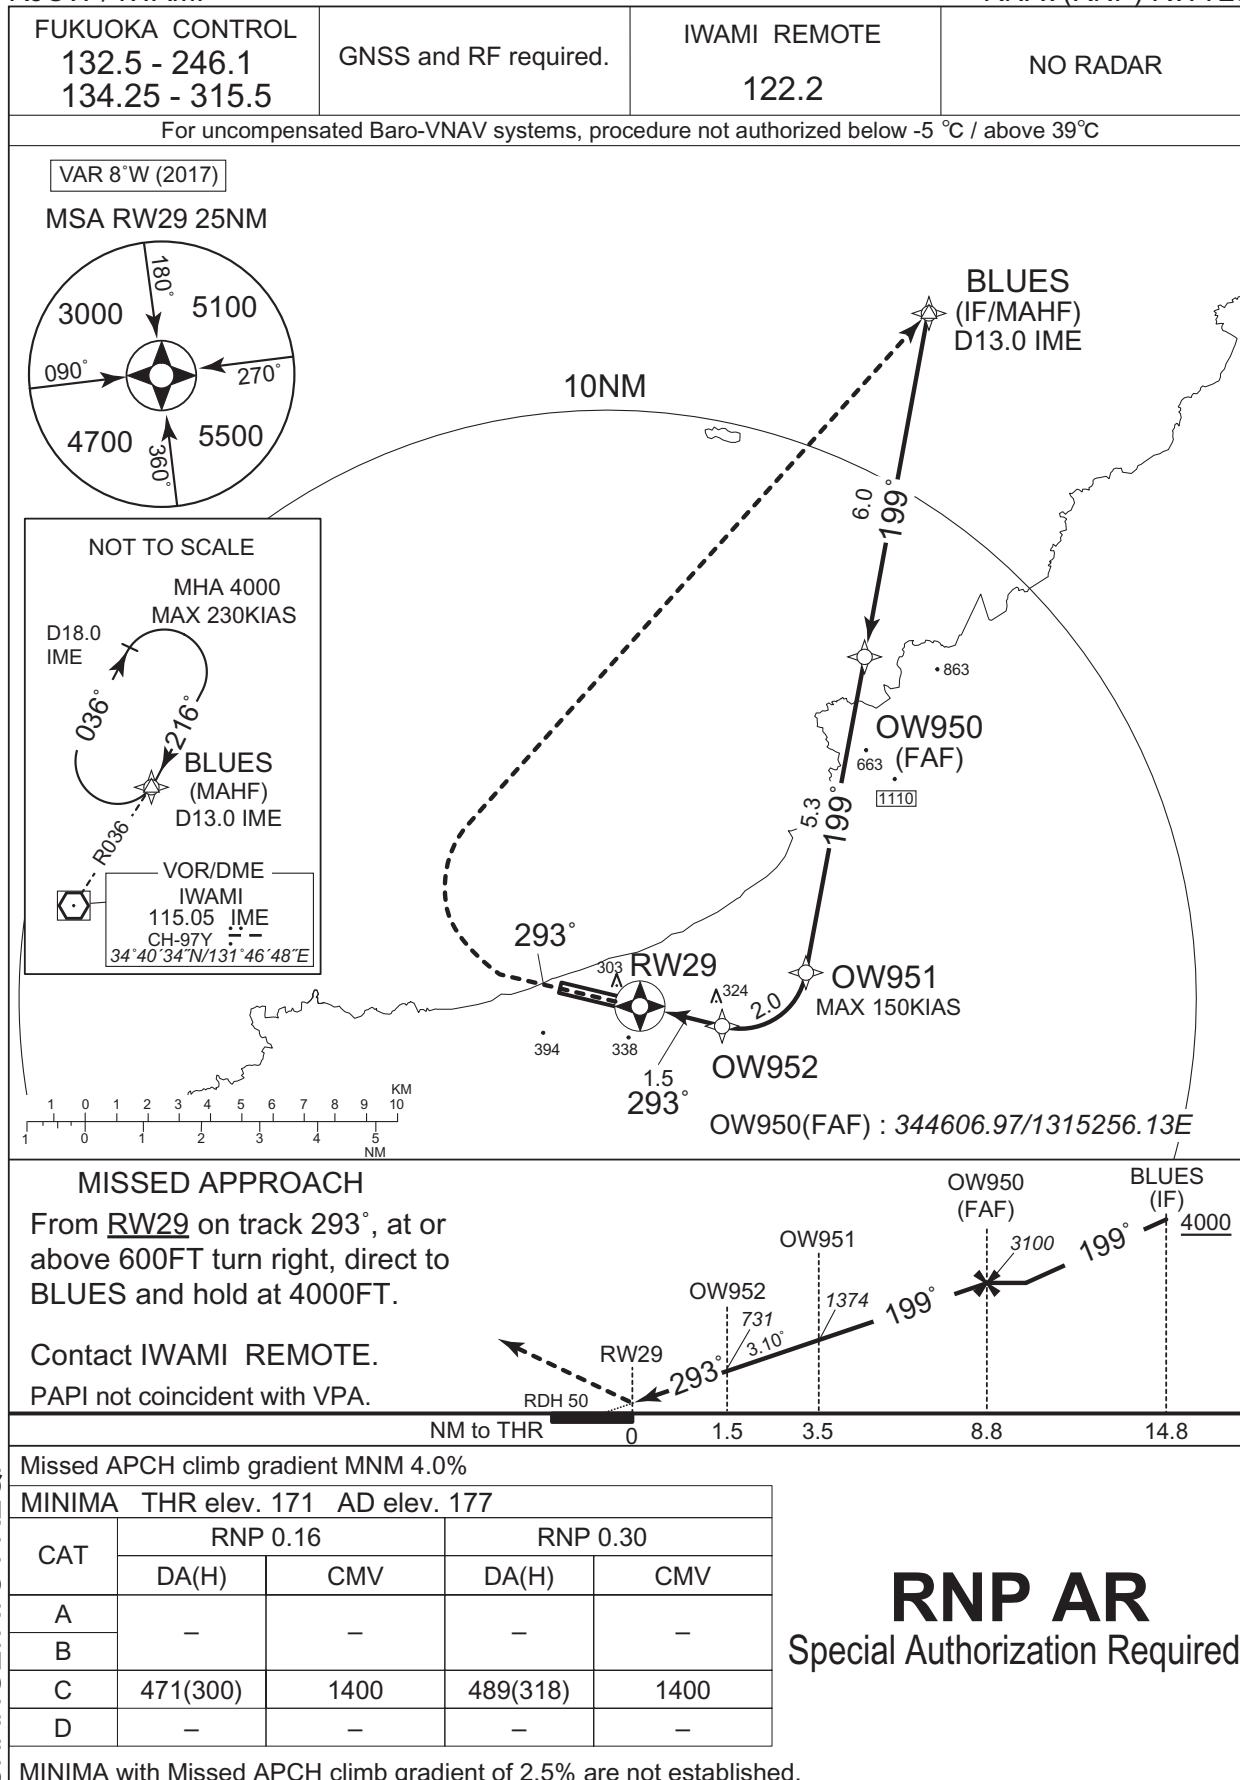 FUKUOKA CONTROL
132.5 - 246.1
134.25 - 315.5
GNSS and RF required.
IWAMI REMOTE
122.2
NO RADAR
For uncompensated Baro-VNAV systems, procedure not authorized below -5 °C / above 39°C
VAR 8°W (2017)
MSA RW29 25NM
180°
3000
5100
090°
270°
4700
5500
360°
BLUES
(IF/MAHF)
D13.0 IME
10NM
6.0
199°
NOT TO SCALE
MHA 4000
MAX 230KIAS
D18.0
IME
036°
216°
BLUES
(MAHF)
D13.0 IME
R036
VOR/DME
IWAMI
115.05 IME
CH-97Y
34°40´34˝N/131°46´48˝E
863
OW950
(FAF)
663
1110
5.3
199°
293°
303
RW29
324
2.0
OW951
MAX 150KIAS
394
338
OW952
1.5
293°
KM
1 0 1 2 3 4 5 6 7 8 9 10
1 0 1 2 3 4 5
NM
OW950(FAF) : 344606.97/1315256.13E
MISSED APPROACH
From RW29 on track 293°, at or
above 600FT turn right, direct to
BLUES and hold at 4000FT.
Contact IWAMI REMOTE.
PAPI not coincident with VPA.
BLUES
(IF)
4000
OW950
(FAF)
3100
199°
OW951
1374
199°
OW952
731
3.10°
RW29
293°
RDH 50
NM to THR
0 1.5 3.5 8.8 14.8
Missed APCH climb gradient MNM 4.0%
MINIMA THR elev. 171 AD elev. 177
CAT RNP 0.16 RNP 0.30
DA(H) CMV DA(H) CMV
A
– – – –
B
C 471(300) 1400 489(318) 1400
D – – – –
RNP AR
Special Authorization Required
MINIMA with Missed APCH climb gradient of 2.5% are not established.